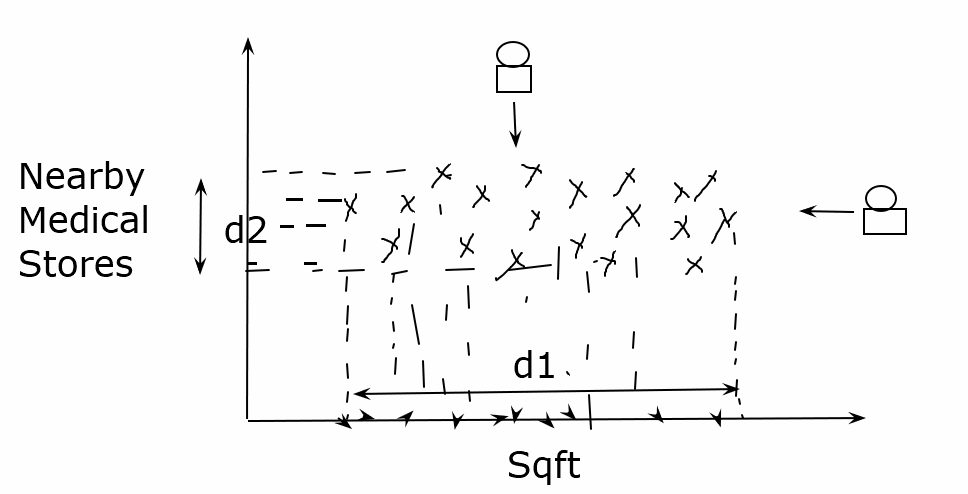 Nearby
Medical
Stores
d2
d1
Sqft